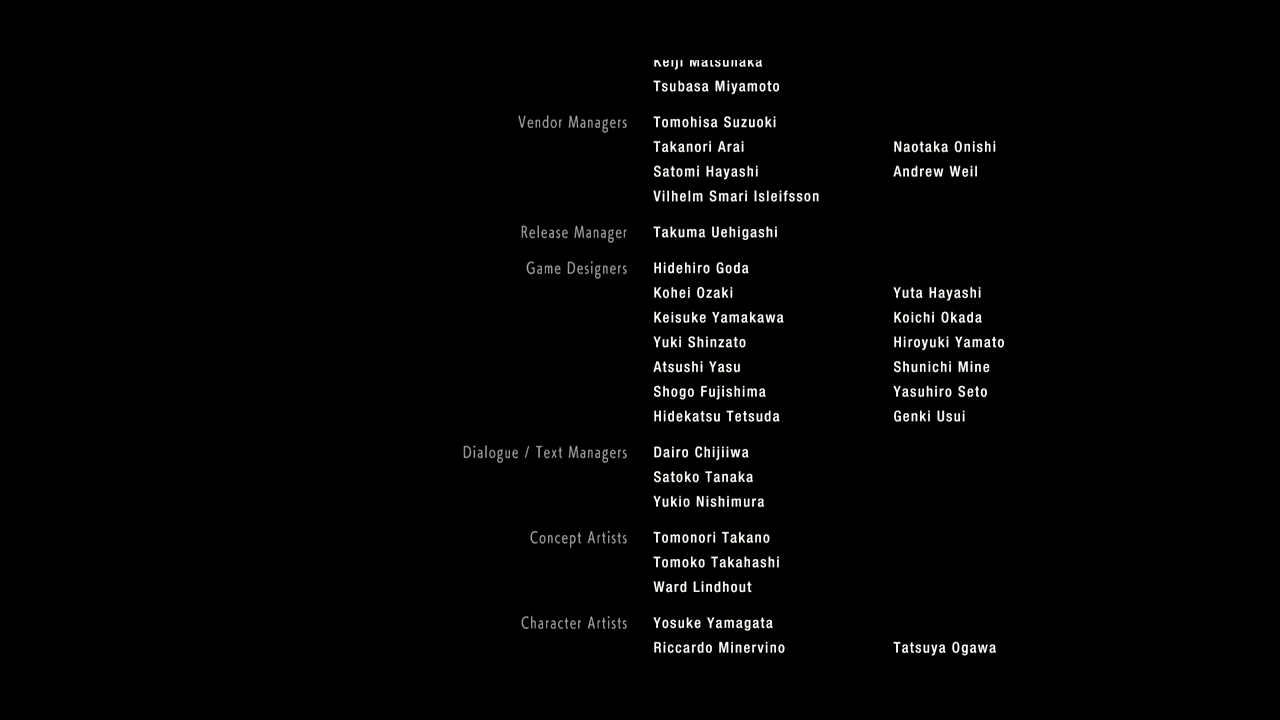 Keiji Matsunaka
Tsubasa Miyamoto
Vendor Managers Tomohisa Suzuoki
Takanori Arai Naotaka Onishi
Satomi Hayashi Andrew Weil
Vilhelm Smari Isleifsson
Release Manager Takuma Uehigashi
Game Designers Hidehiro Goda
Kohei Ozaki Yuta Hayashi
Keisuke Yamakawa Koichi Okada
Yuki Shinzato Hiroyuki Yamato
Atsushi Yasu Shunichi Mine
Shogo Fujishima Yasuhiro Seto
Hidekatsu Tetsuda Genki Usui
Dialogue / Text Managers Dairo Chijiiwa
Satoko Tanaka
Yukio Nishimura
Concept Artists Tomonori Takano
Tomoko Takahashi
Ward Lindhout
Character Artists Yosuke Yamagata
Riccardo Minervino Tatsuya Ogawa